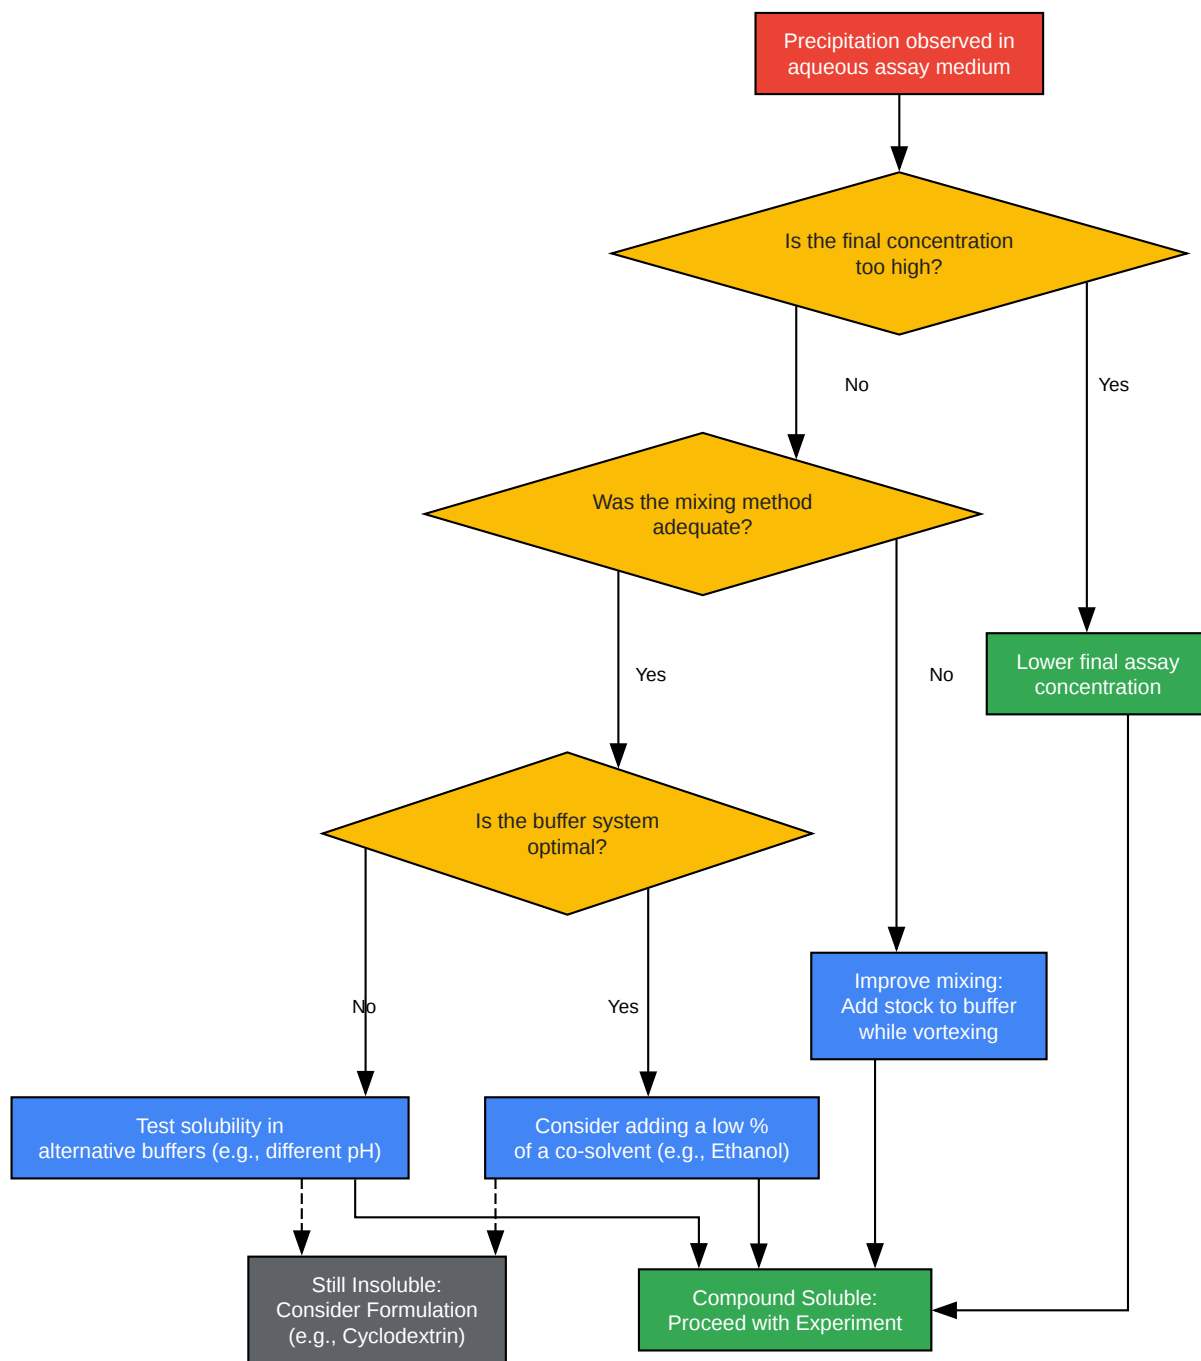 Precipitation observed in
aqueous assay medium
Is the final concentration
too high?
No
Yes
Was the mixing method
adequate?
Yes
No
Lower final assay
concentration
Is the buffer system
optimal?
No
Yes
Improve mixing:
Add stock to buffer
while vortexing
Test solubility in
alternative buffers (e.g., different pH)
Consider adding a low %
of a co-solvent (e.g., Ethanol)
Still Insoluble:
Consider Formulation
(e.g., Cyclodextrin)
Compound Soluble:
Proceed with Experiment